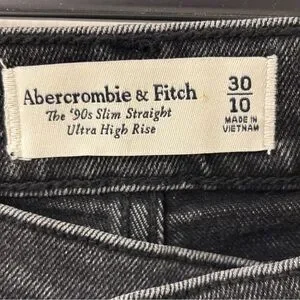 Abercrombie & Fitch
The '90s Slim Straight
Ultra High Rise
30
10
MADE IN
VIETNAM